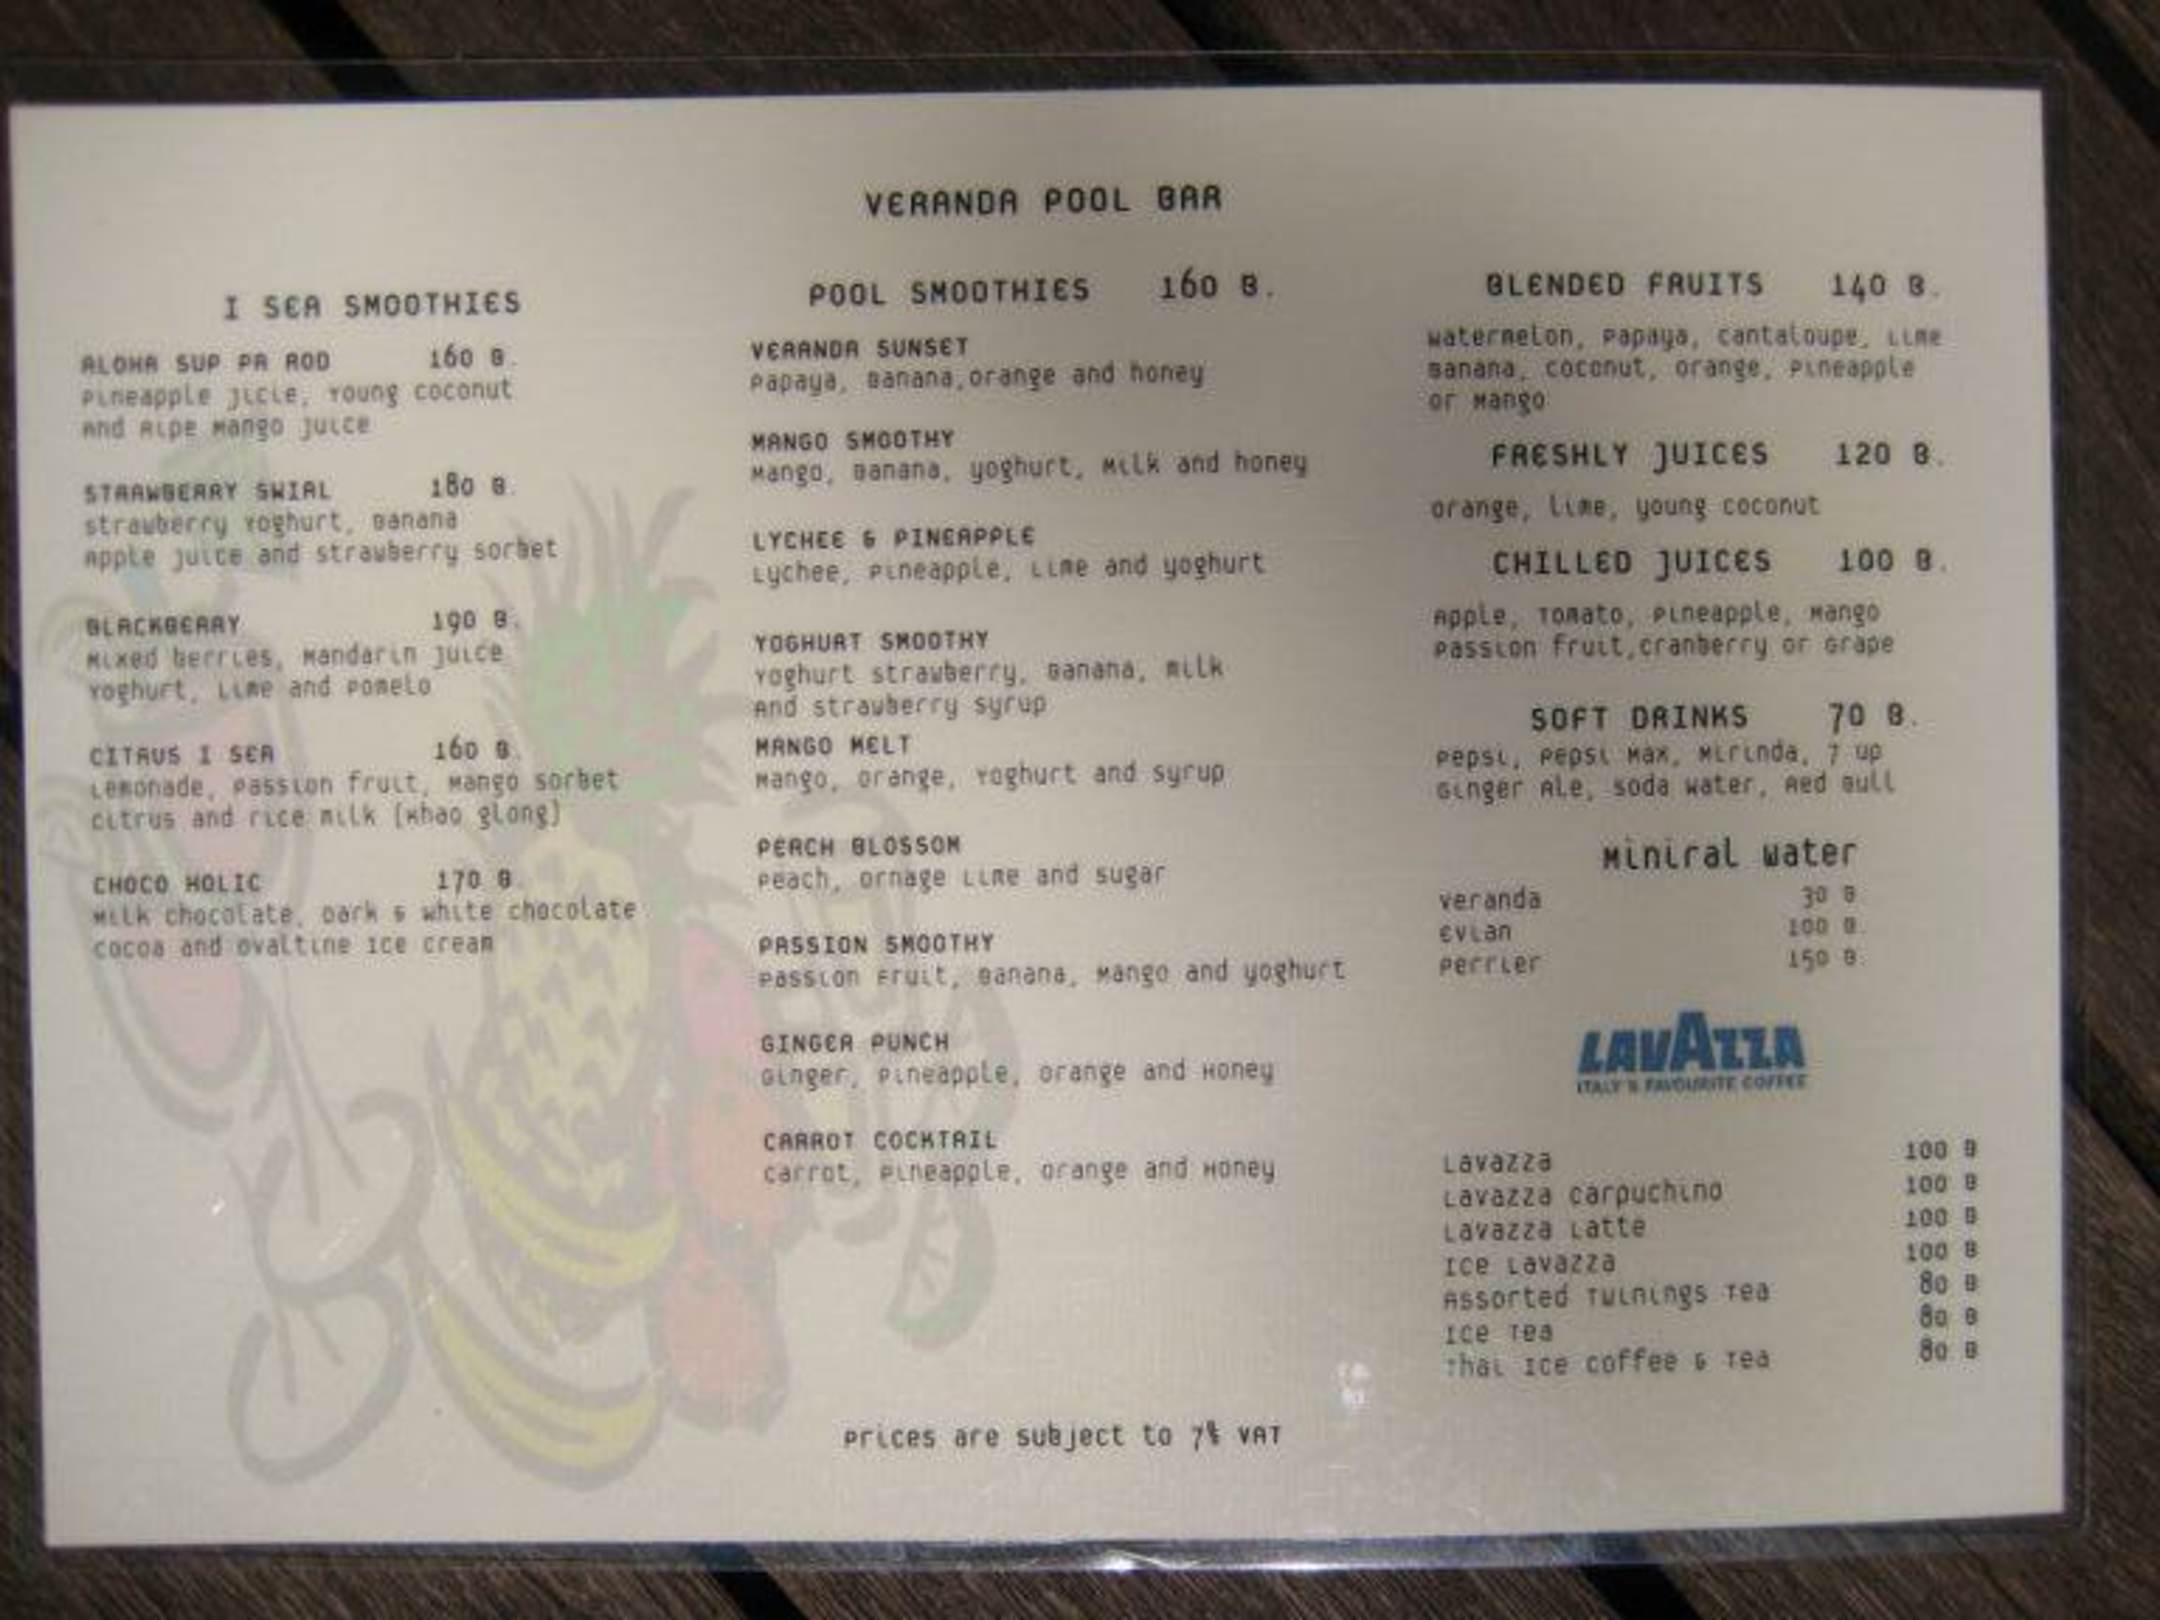 VERANDA POOL BAR
I SEA SMOOTHIES
ALOHA SUP PA ROD 160 B.
Pineapple Jicie, Young coconut
And Ripe Mango juice
STRAWBERRY SWIRL 180 B.
strawberry Yoghurt, Banana
Apple juice and strawberry sorbet
BLACKBERRY 190 B.
Mixed berries, Mandarin juice
Yoghurt, Lime and Pomelo
CITRUS I SEA 160 B.
Lemonade, Passion fruit, Mango sorbet
citrus and rice milk (Khao glong)
CHOCO HOLIC 170 B.
Milk chocolate, Dark & white chocolate
cocoa and Ovaltine Ice cream
POOL SMOOTHIES 160 B.
VERANDA SUNSET
Papaya, Banana,orange and honey
MANGO SMOOTHY
Mango, Banana, yoghurt, Milk and honey
LYCHEE & PINEAPPLE
Lychee, Pineapple, Lime and yoghurt
YOGHURT SMOOTHY
Yoghurt strawberry, Banana, milk
And strawberry syrup
MANGO MELT
Mango, Orange, Yoghurt and syrup
PEACH BLOSSOM
Peach, ornage Lime and sugar
PASSION SMOOTHY
Passion Fruit, Banana, Mango and yoghurt
GINGER PUNCH
Ginger, Pineapple, Orange and Honey
CARROT COCKTAIL
Carrot, Pineapple, Orange and Honey
BLENDED FRUITS 140 B.
Watermelon, Papaya, Cantaloupe, Lime
Banana, coconut, orange, Pineapple
or Mango
FRESHLY JUICES 120 B.
Orange, lime, young coconut
CHILLED JUICES 100 B.
Apple, Tomato, Pineapple, Mango
Passion fruit,cranberry or Grape
SOFT DRINKS 70 B.
Pepsi, Pepsi Max, Mirinda, 7 up
Ginger Ale, Soda Water, Red Bull
Miniral Water
Veranda 30 B
Evian 100 B.
Perrier 150 B.
LAVAZZA
ITALY'S FAVOURITE COFFEE
Lavazza 100 B
Lavazza Carpuchino 100 B
Lavazza Latte 100 B
Ice Lavazza 100 B
Assorted Twinings Tea 80 B
Ice Tea 80 B
Thai Ice Coffee & Tea 80 B
Prices are subject to 7% VAT